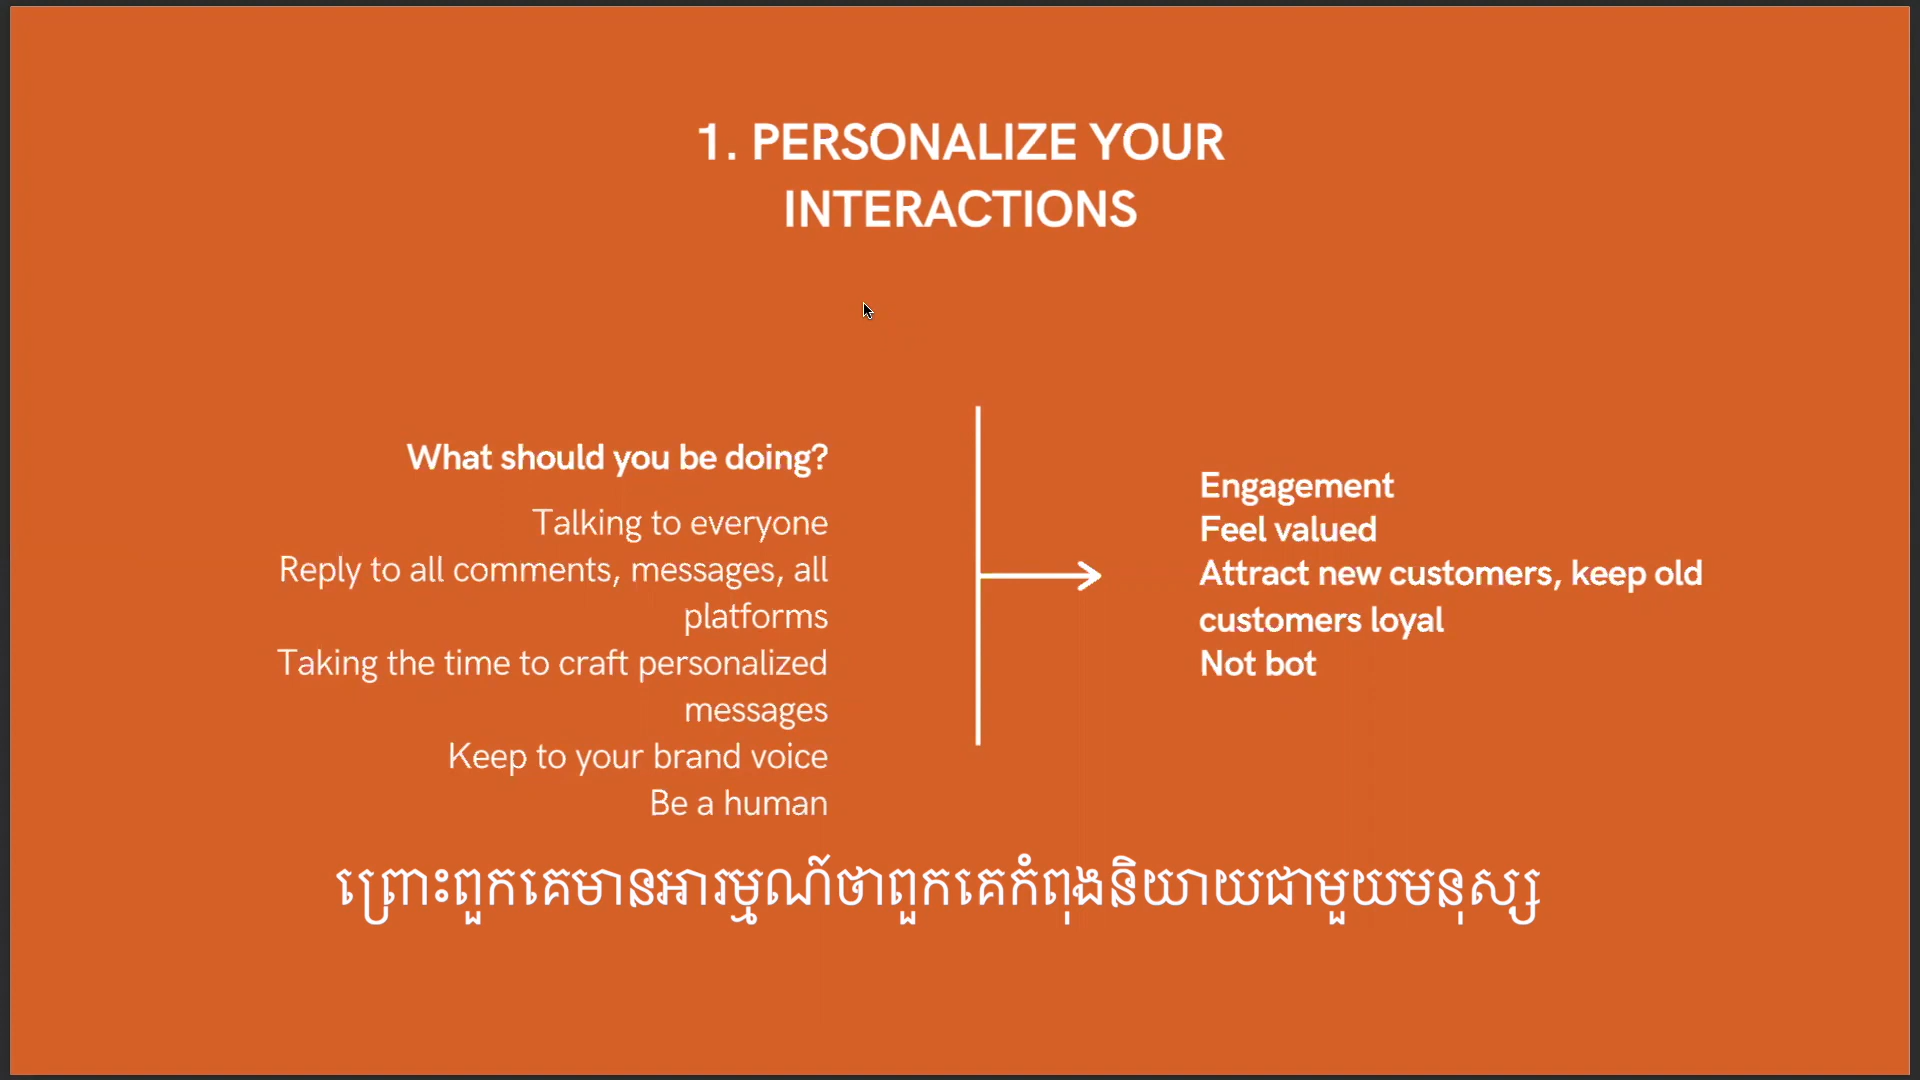 1. PERSONALIZE YOUR
INTERACTIONS
What should you be doing?
Talking to everyone
Reply to all comments, messages, all
platforms
Taking the time to craft personalized
messages
Keep to your brand voice
Be a human
Engagement
Feel valued
Attract new customers, keep old
customers loyal
Not bot
ព្រោះពួកគេមានអារម្មណ៍ថាពួកគេកំពុងនិយាយជាមួយមនុស្ស